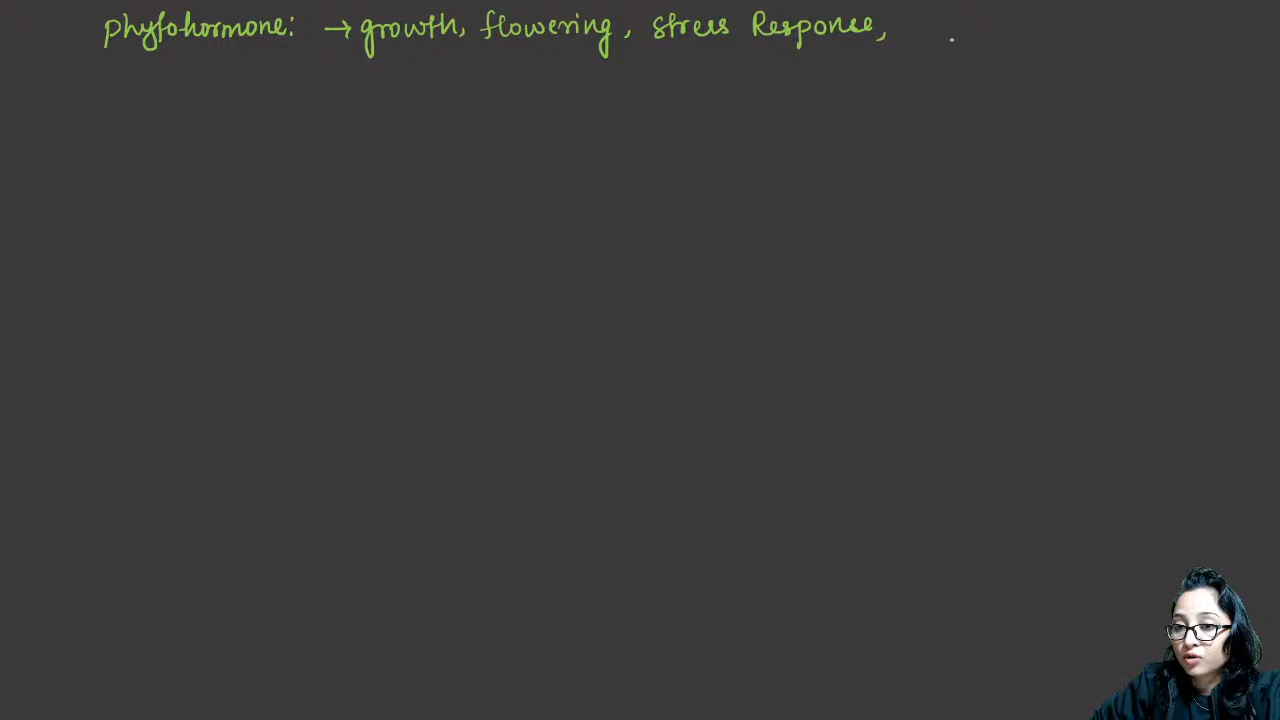 Phytohormone: → growth, flowering, stress Response,